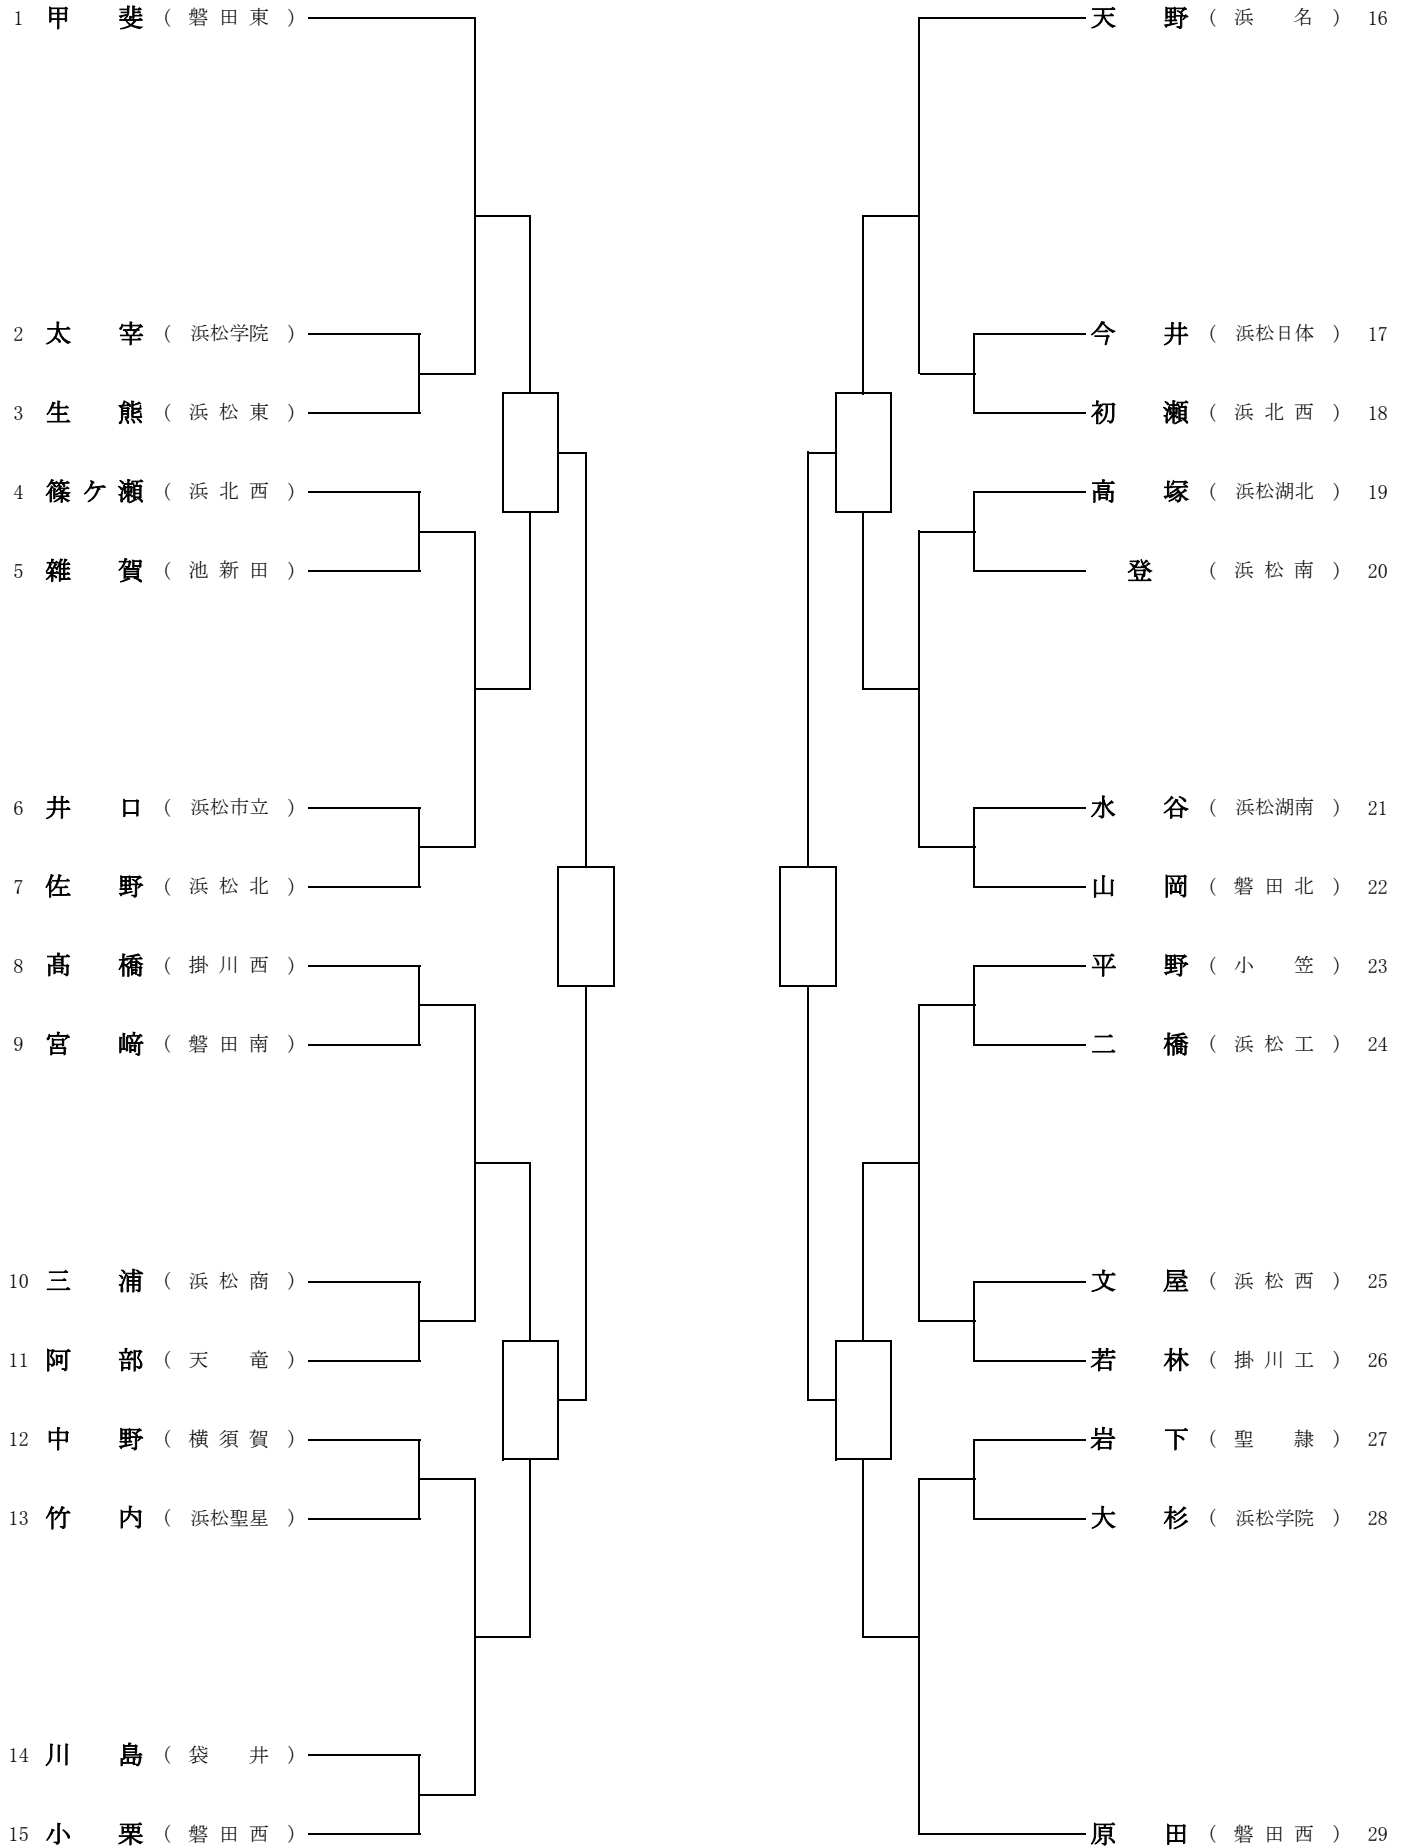 1 甲斐 (磐田東)
2 太宰 (浜松学院)
3 生熊 (浜松東)
4 篠ケ瀬 (浜北西)
5 雑賀 (池新田)
6 井口 (浜松市立)
7 佐野 (浜松北)
8 髙橋 (掛川西)
9 宮﨑 (磐田南)
10 三浦 (浜松商)
11 阿部 (天竜)
12 中野 (横須賀)
13 竹内 (浜松聖星)
14 川島 (袋井)
15 小栗 (磐田西)
天野 (浜名) 16
今井 (浜松日体) 17
初瀬 (浜北西) 18
高塚 (浜松湖北) 19
登 (浜松南) 20
水谷 (浜松湖南) 21
山岡 (磐田北) 22
平野 (小笠) 23
二橋 (浜松工) 24
文屋 (浜松西) 25
若林 (掛川工) 26
岩下 (聖隷) 27
大杉 (浜松学院) 28
原田 (磐田西) 29